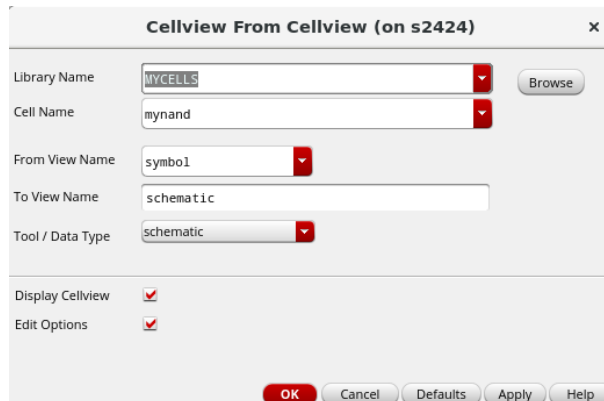 Cellview From Cellview (on s2424) ×
Library Name MYCELLS Browse
Cell Name mynand
From View Name symbol
To View Name schematic
Tool / Data Type schematic
Display Cellview
Edit Options
OK Cancel Defaults Apply Help